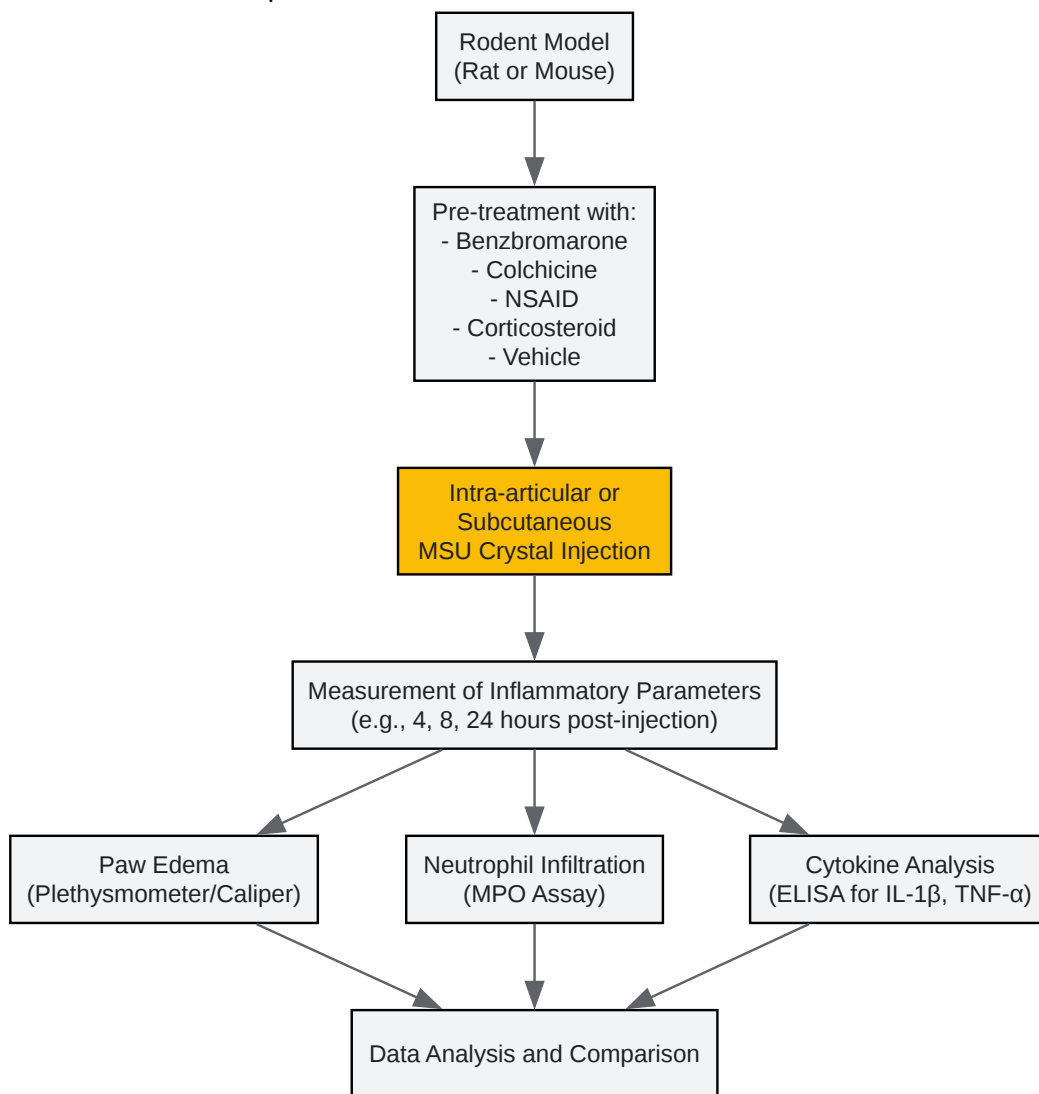 Rodent Model
(Rat or Mouse)
Pre-treatment with:
- Benzbromarone
- Colchicine
- NSAID
- Corticosteroid
- Vehicle
Intra-articular or
Subcutaneous
MSU Crystal Injection
Measurement of Inflammatory Parameters
(e.g., 4, 8, 24 hours post-injection)
Paw Edema
(Plethysmometer/Caliper)
Neutrophil Infiltration
(MPO Assay)
Cytokine Analysis
(ELISA for IL-1β, TNF-α)
Data Analysis and Comparison